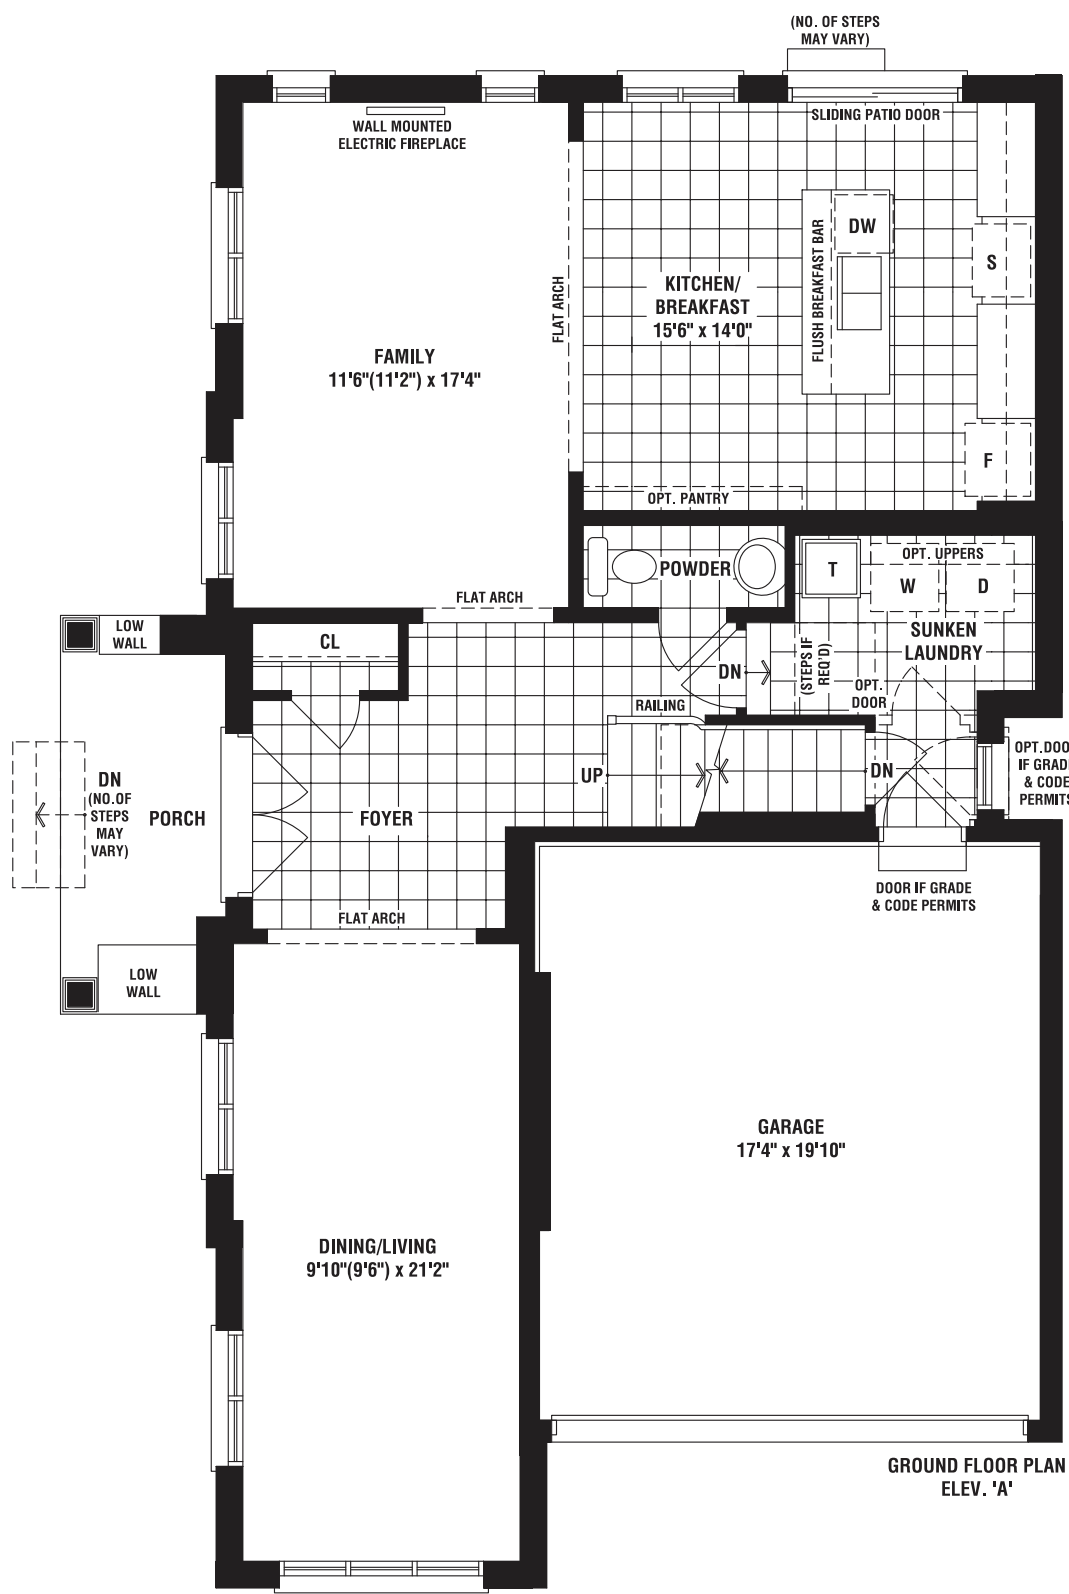 (NO. OF STEPS
MAY VARY)
SLIDING PATIO DOOR
WALL MOUNTED
ELECTRIC FIREPLACE
DW
FLUSH BREAKFAST BAR
S
KITCHEN/
BREAKFAST
15'6" x 14'0"
FLAT ARCH
FAMILY
11'6"(11'2") x 17'4"
F
OPT. PANTRY
OPT. UPPERS
POWDER
T
W
D
FLAT ARCH
LOW
WALL
CL
SUNKEN
LAUNDRY
(STEPS IF
REQ'D)
DN
OPT.
DOOR
RAILING
UP
DN
OPT.DOO
IF GRADE
& CODE
PERMITS
DN
(NO.OF
STEPS
MAY
VARY)
PORCH
FOYER
DOOR IF GRADE
& CODE PERMITS
FLAT ARCH
LOW
WALL
GARAGE
17'4" x 19'10"
DINING/LIVING
9'10"(9'6") x 21'2"
GROUND FLOOR PLAN
ELEV. 'A'